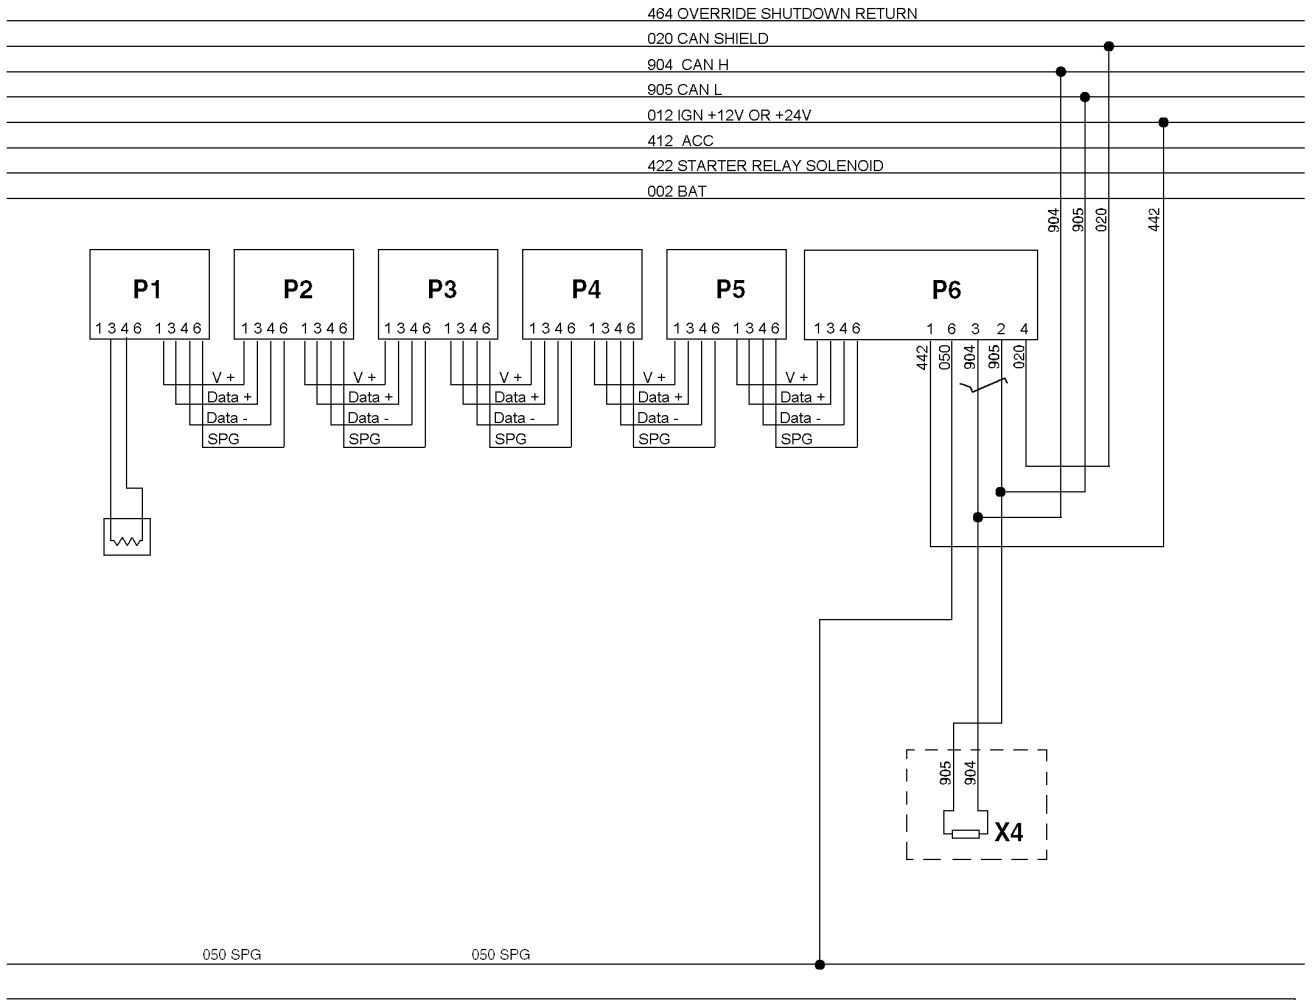 464 OVERRIDE SHUTDOWN RETURN
020 CAN SHIELD
904 CAN H
905 CAN L
012 IGN +12V OR +24V
412 ACC
422 STARTER RELAY SOLENOID
002 BAT
904 905 020 442
P1 P2 P3 P4 P5 P6
1 3 4 6 1 3 4 6 1 3 4 6 1 3 4 6 1 3 4 6 1 3 4 6 1 3 4 6 1 3 4 6 1 3 4 6 1 3 4 6 1 3 4 6 1 6 3 2 4
442 050 904 905 020
V + V + V + V + V +
Data + Data + Data + Data + Data +
Data - Data - Data - Data - Data -
SPG SPG SPG SPG SPG
905 904
X4
050 SPG 050 SPG